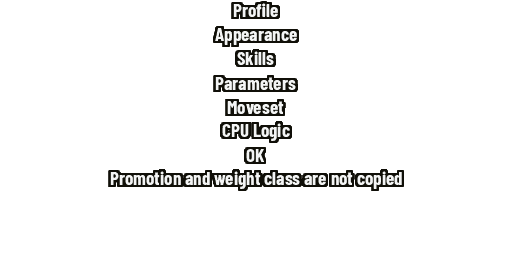 Profile
Appearance
Skills
Parameters
Moveset
CPU Logic
OK
Promotion and weight class are not copied